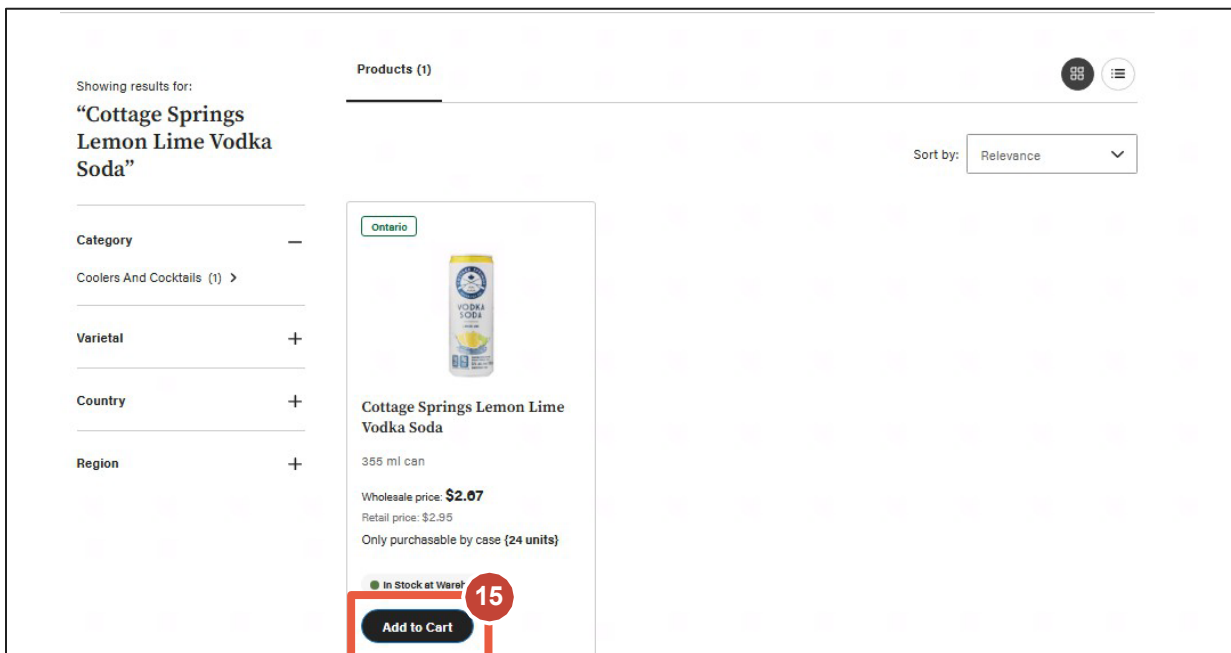 Products (1)
Showing results for:
“Cottage Springs
Lemon Lime Vodka
Soda”
Sort by:
Relevance
Category
Coolers And Cocktails (1)
Varietal
Country
Region
Ontario
VODKA
SODA
Cottage Springs Lemon Lime
Vodka Soda
355 ml can
Wholesale price: $2.67
Retail price: $2.95
Only purchasable by case {24 units}
In Stock at
15
Add to Cart